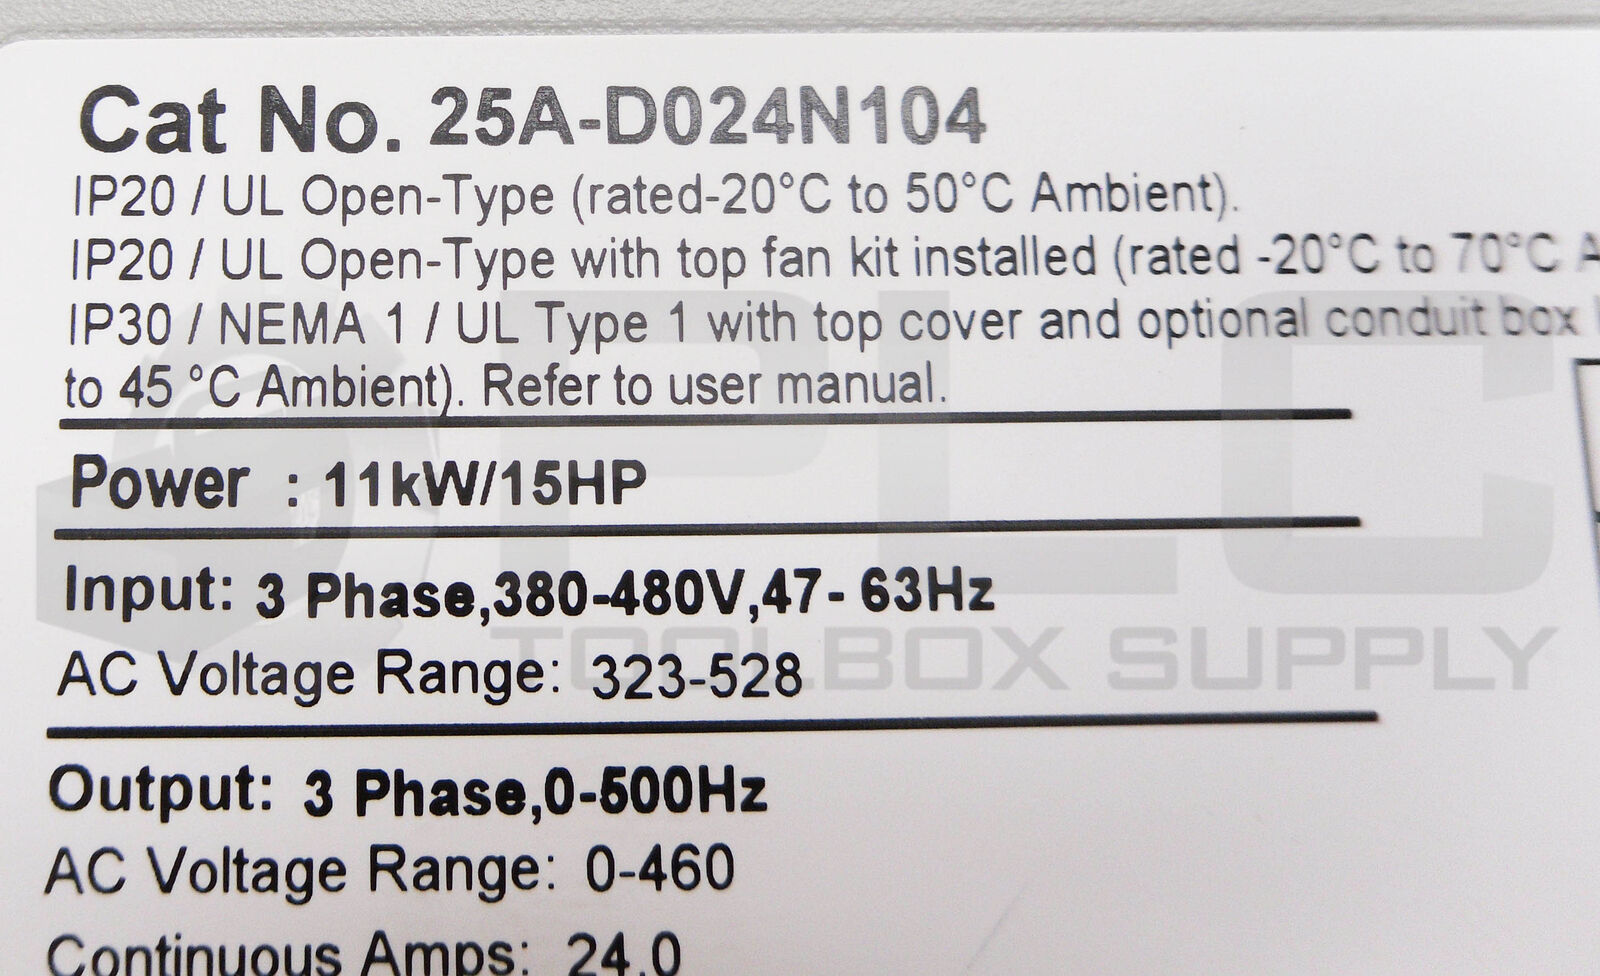 Cat No. 25A-D024N104
IP20 / UL Open-Type (rated-20°C to 50°C Ambient).
IP20 / UL Open-Type with top fan kit installed (rated -20°C to 70°C A
IP30 / NEMA 1 / UL Type 1 with top cover and optional conduit box
to 45 °C Ambient). Refer to user manual.
Power : 11kW/15HP
Input: 3 Phase,380-480V,47- 63Hz
AC Voltage Range: 323-528
Output: 3 Phase,0-500Hz
AC Voltage Range: 0-460
Continuous Amps: 24.0
PLC
TOOLBOX SUPPLY